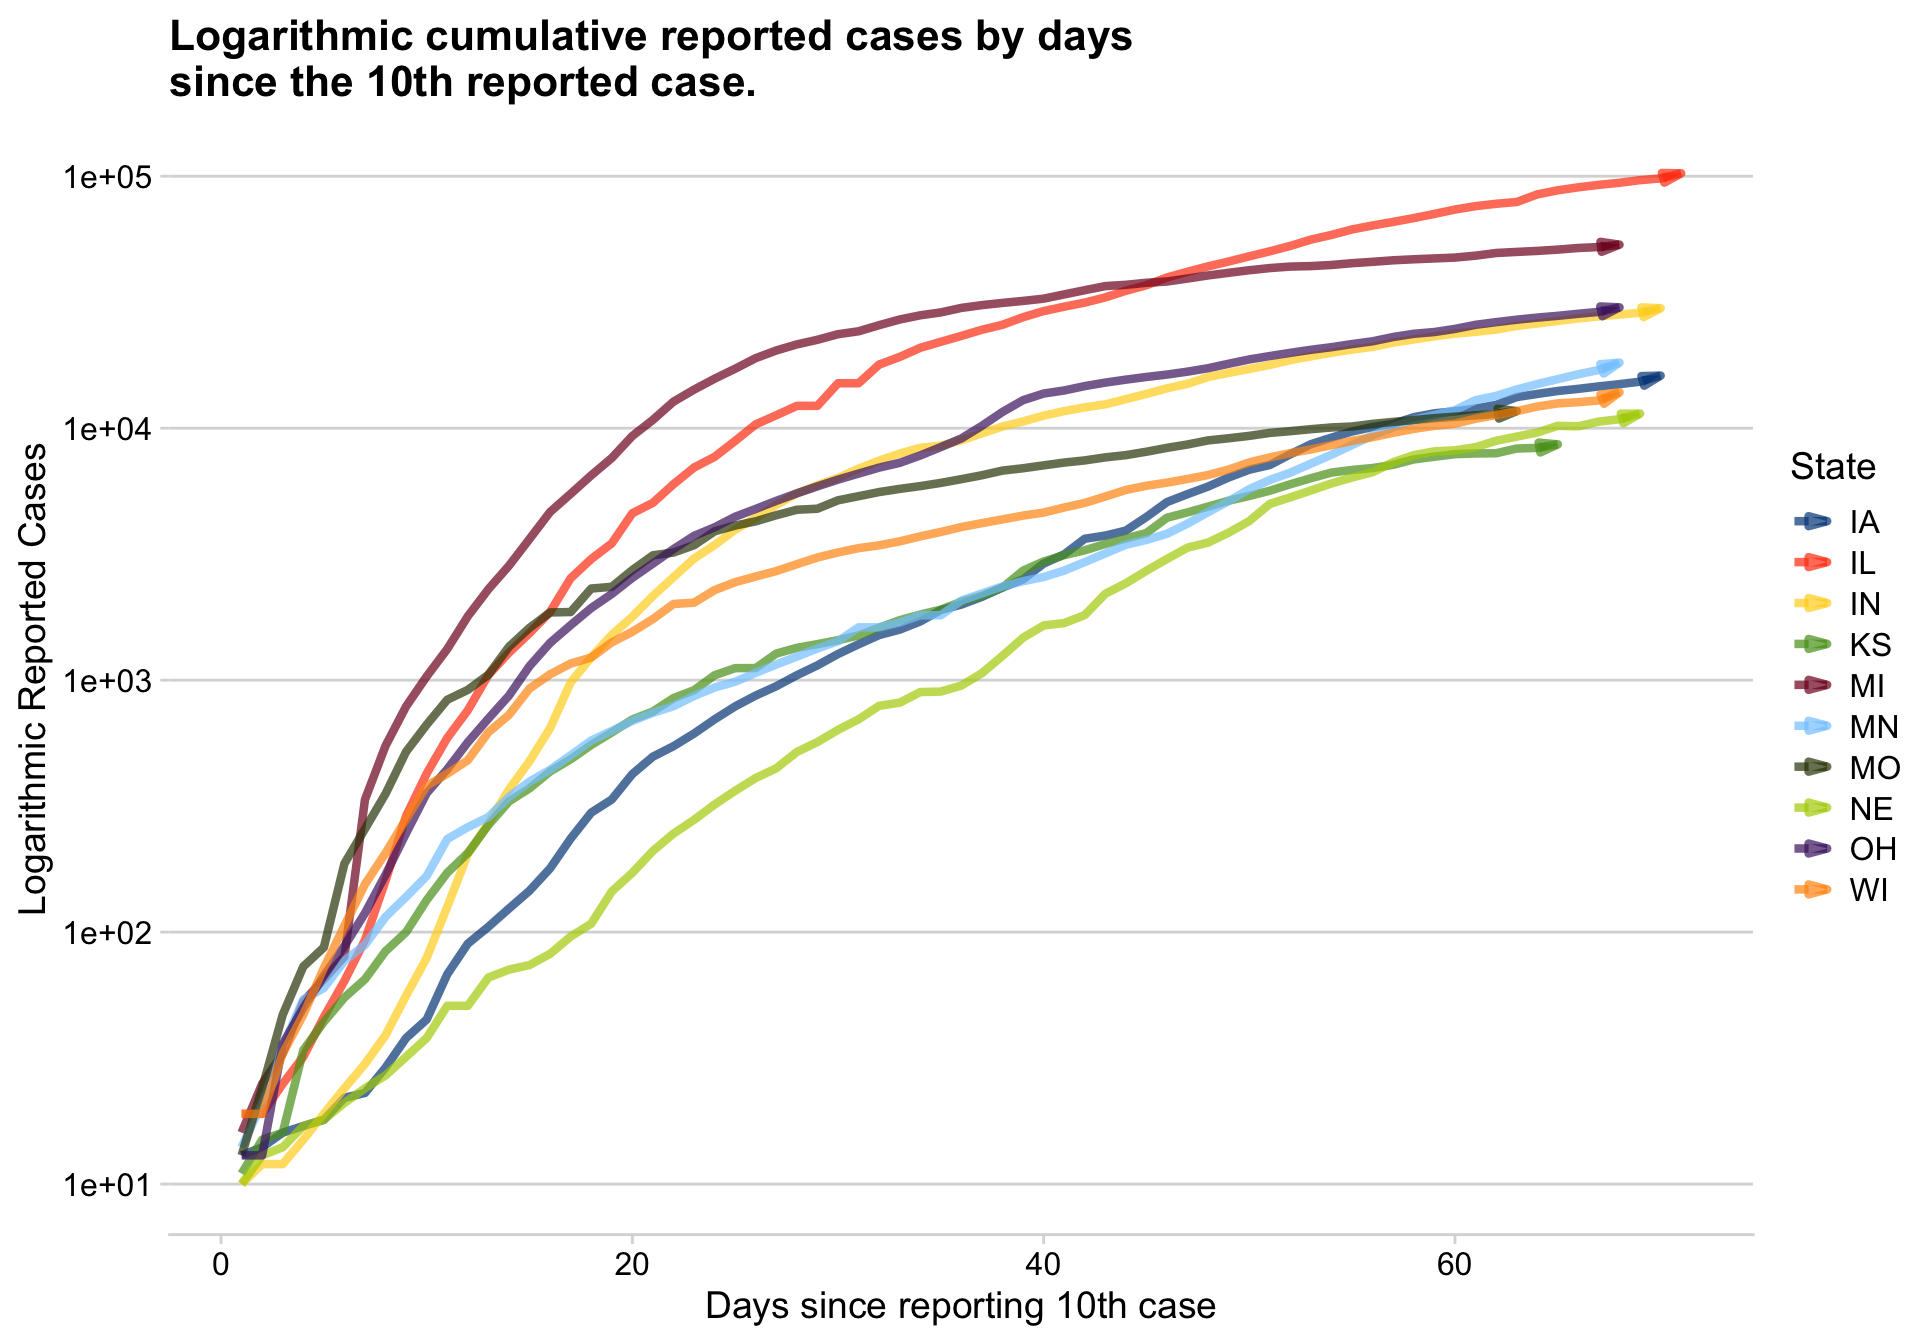 Logarithmic cumulative reported cases by days
since the 10th reported case.
1e+05
1e+04
1e+03
1e+02
1e+01
Logarithmic Reported Cases
0
20
40
60
Days since reporting 10th case
State
IA
IL
IN
KS
MI
MN
MO
NE
OH
WI